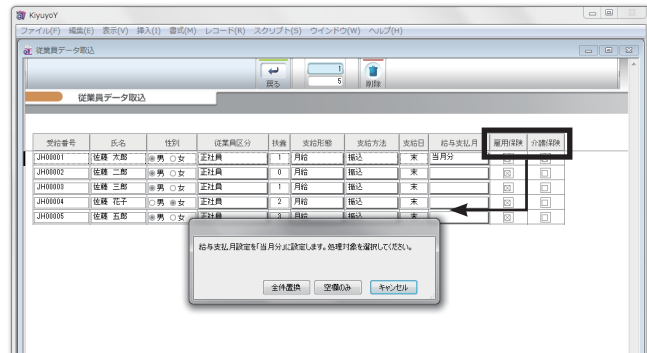 KiyuyoY
ファイル(F) 編集(E) 表示(V) 挿入(I) 書式(M) レコード(R) スクリプト(S) ウインドウ(W) ヘルプ(H)
従業員データ取込
1
戻る 5 削除
従業員データ取込
受給番号 氏名 性別 従業員区分 扶養 支給形態 支給方法 支給日 給与支払月 雇用保険 介護保険
JH00001 佐藤 太郎 男 女 正社員 1 月給 振込 末 当月分
JH00002 佐藤 二郎 男 女 正社員 0 月給 振込 末
JH00003 佐藤 三郎 男 女 正社員 1 月給 振込 末
JH00004 佐藤 花子 男 女 正社員 2 月給 振込 末
JH00005 佐藤 五郎 男 女 正社員 3 月給 振込 末
給与支払月設定を「当月分」に設定します。処理対象を選択してください。
全件置換 空欄のみ キャンセル